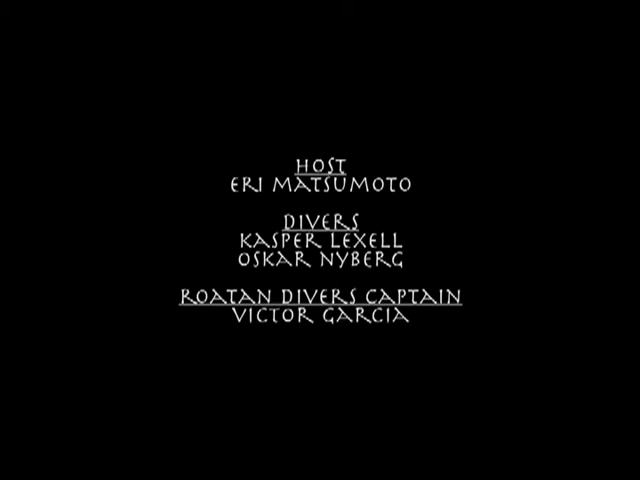 HOST
ERI MATSUMOTO
DIVERS
KASPER LEXELL
OSKAR NYBERG
ROATAN DIVERS CAPTAIN
VICTOR GARCIA